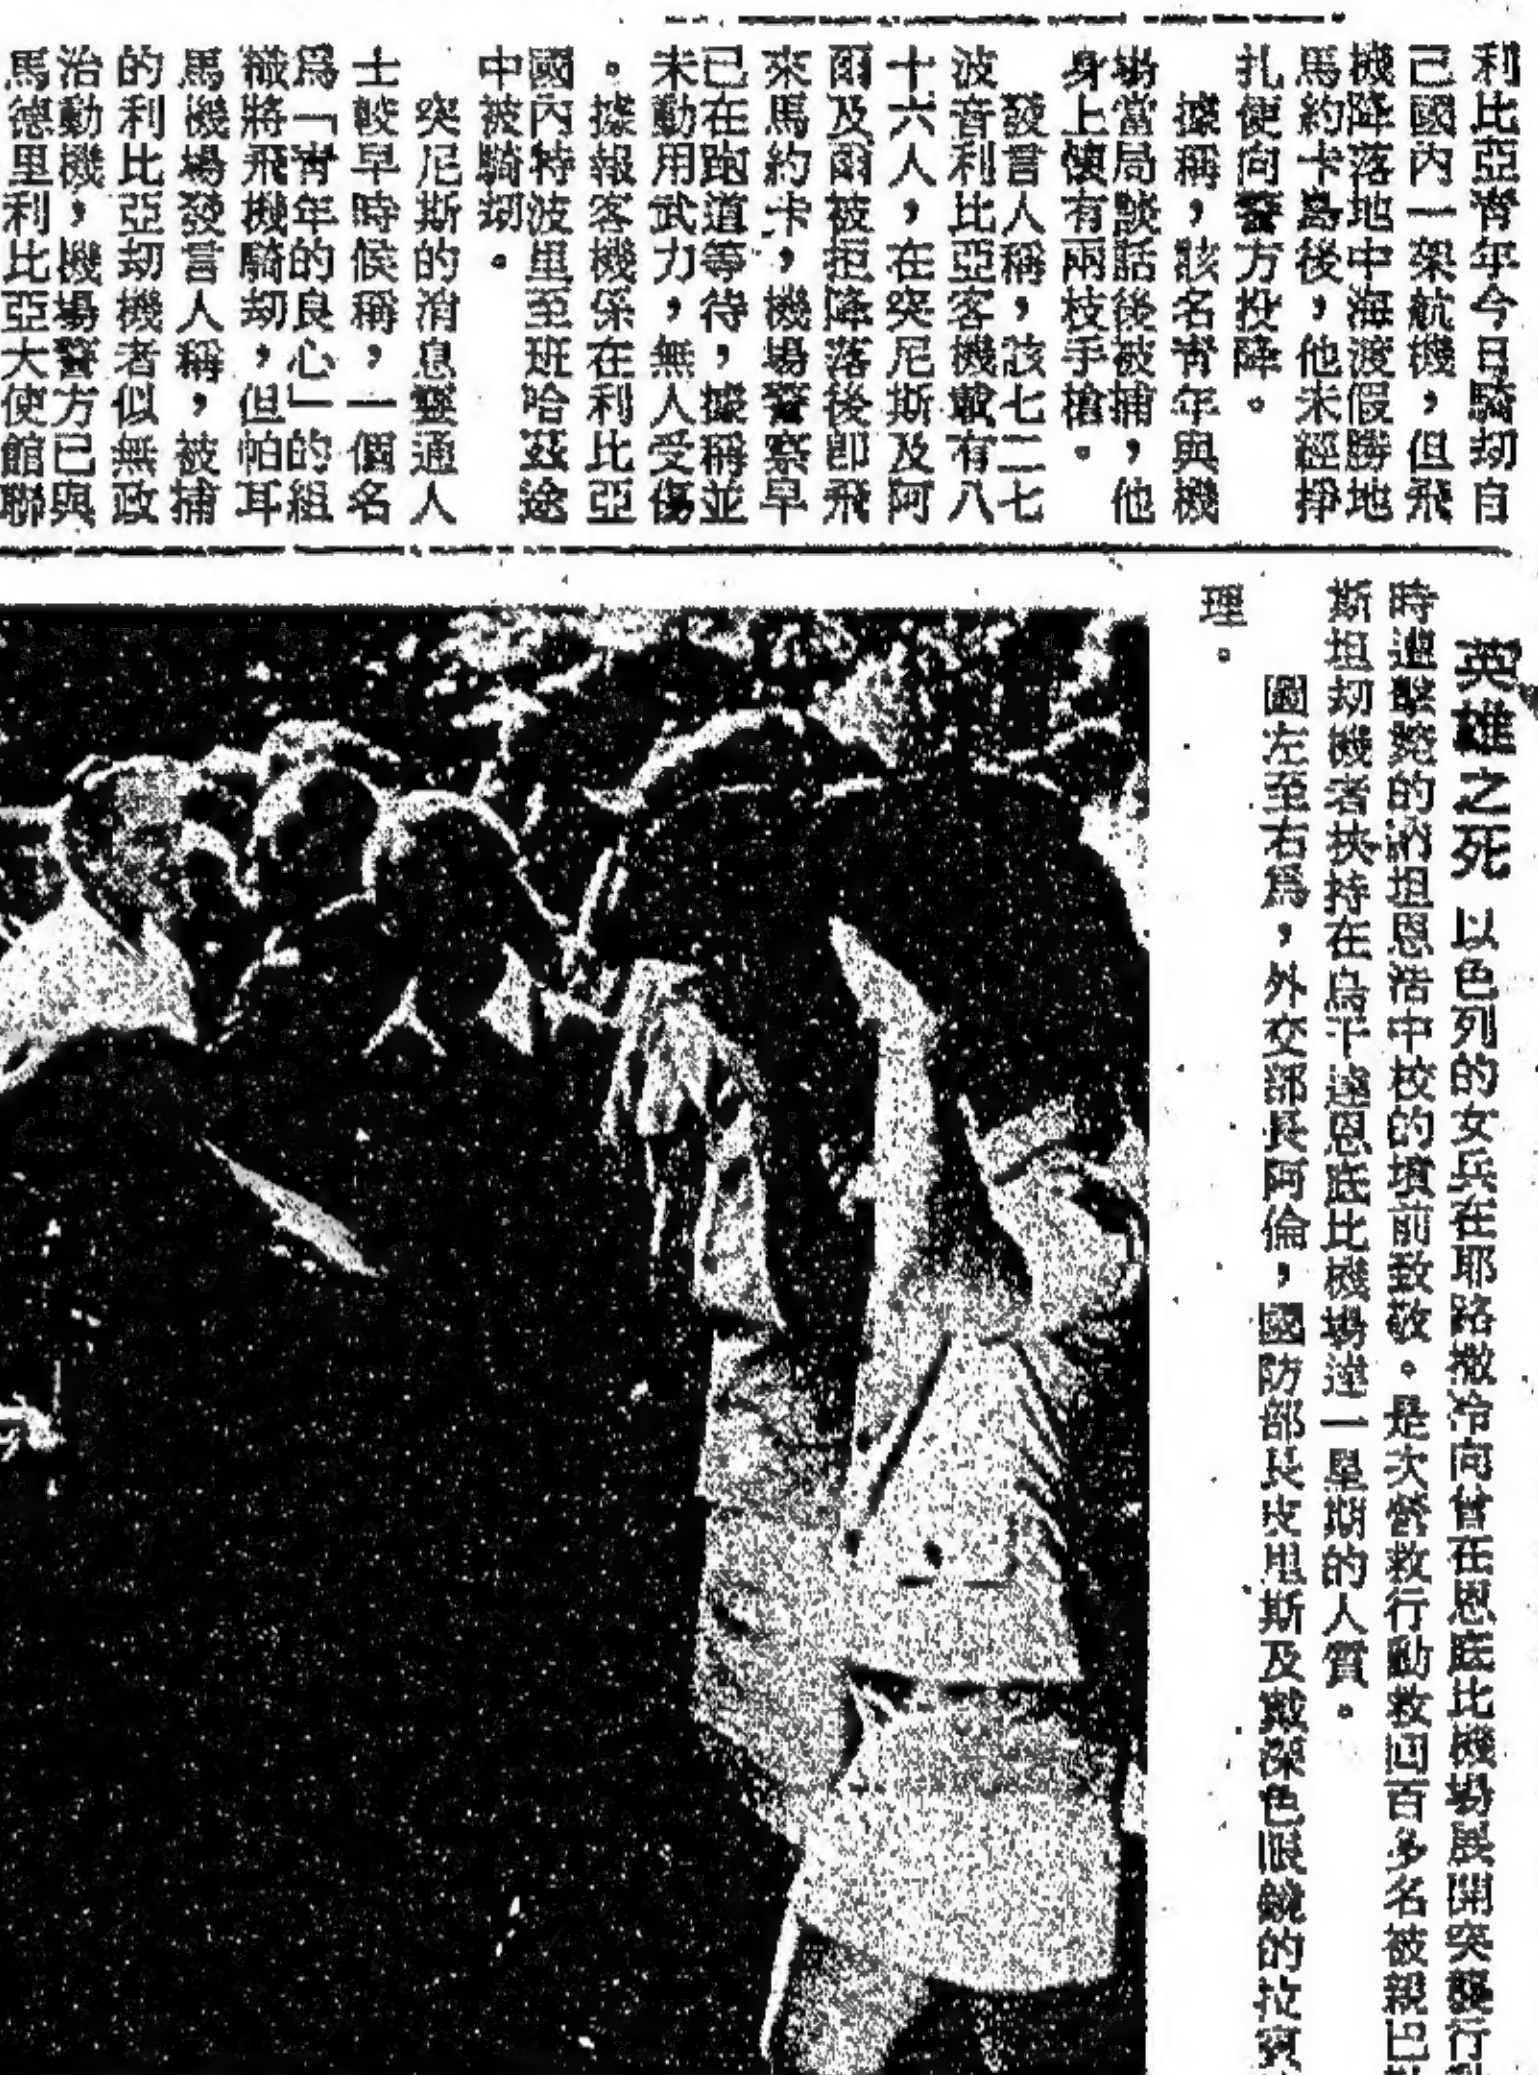 利比亞青年今日騎刧自
己國內一架航機，但飛
機降落地中海渡假勝地
馬約卡島後，他未經掙
扎便向警方投降。
據稱，該名青年與機
塲當局談話後被捕，他
身上懷有兩枝手槍。
發言人稱，該七二七
波音利比亞客機載有八
十六人，在突尼斯及阿
爾及爾被拒降落後即飛
來馬約卡，機場警察早
已在跑道等待，據稱並
未動用武力，無人受傷
。據報客機係在利比亞
國內特波里至班哈茲途
中被騎刧。
突尼斯的消息靈通人
士較早時候稱，一個名
爲「青年的良心」的組
織將飛機騎刧，但帕耳
馬機場發言人稱，被捕
的利比亞刧機者似無政
治動機，機場警方已與
馬德里利比亞大使館聯
英雄之死 以色列的女兵在耶路撒冷向曾在恩庇比機場展開突襲行
時遭擊斃的訥坦恩浩中校的墳前致敬。是次營救行動救回百多名被親巴
斯坦刧機者挾持在烏干達恩庇比機場達一星期的人質。
圖左至右爲，外交部長阿倫，國防部長皮里斯及戴深色眼鏡的拉賓
理。